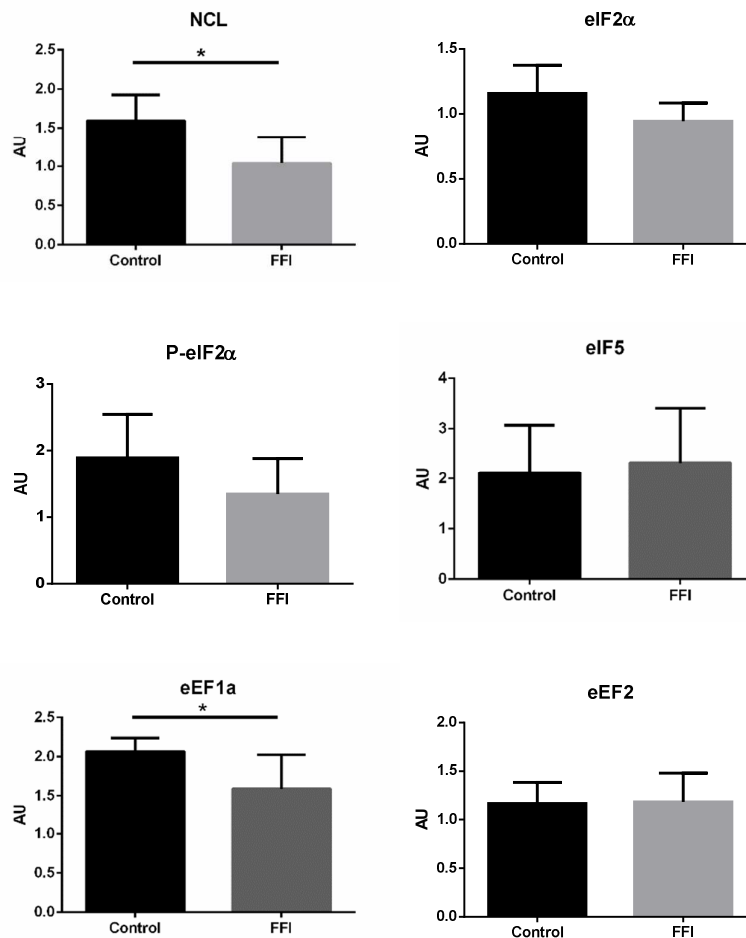 NCL
*
2.5
2.0
1.5
1.0
0.5
0.0
AU
Control FFI
eIF2α
1.5
1.0
0.5
0.0
AU
Control FFI
P-eIF2α
3
2
1
0
AU
Control FFI
eIF5
4
3
2
1
0
AU
Control FFI
eEF1a
*
2.5
2.0
1.5
1.0
0.5
0.0
AU
Control FFI
eEF2
2.0
1.5
1.0
0.5
0.0
AU
Control FFI